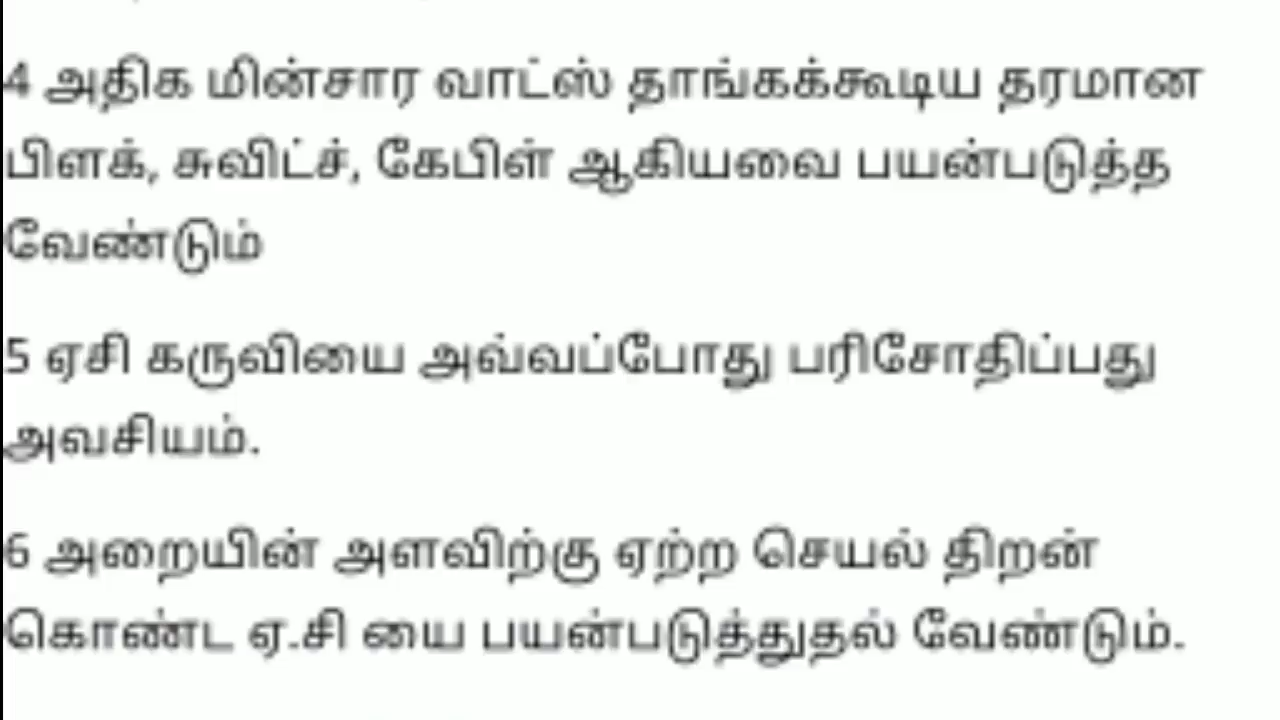 4 அதிக மின்சார வாட்ஸ் தாங்கக்கூடிய தரமான
பிளக், சுவிட்ச், கேபிள் ஆகியவை பயன்படுத்த
வேண்டும்
5 ஏசி கருவியை அவ்வப்போது பரிசோதிப்பது
அவசியம்.
6 அறையின் அளவிற்கு ஏற்ற செயல் திறன்
கொண்ட ஏ.சி யை பயன்படுத்துதல் வேண்டும்.